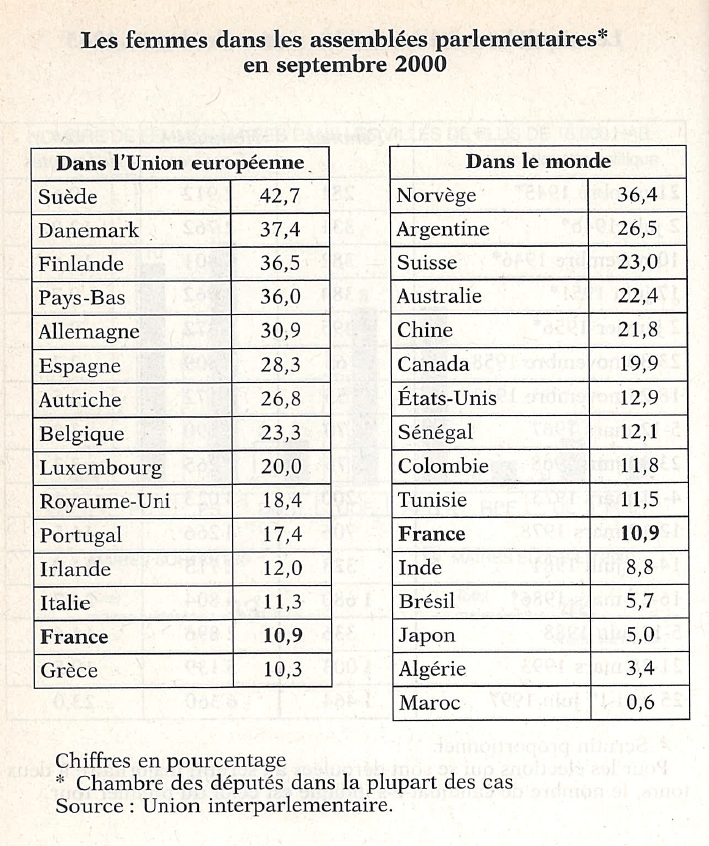 Les femmes dans les assemblées parlementaires*
en septembre 2000
Dans l'Union européenne
Suède 42,7
Danemark 37,4
Finlande 36,5
Pays-Bas 36,0
Allemagne 30,9
Espagne 28,3
Autriche 26,8
Belgique 23,3
Luxembourg 20,0
Royaume-Uni 18,4
Portugal 17,4
Irlande 12,0
Italie 11,3
France 10,9
Grèce 10,3
Dans le monde
Norvège 36,4
Argentine 26,5
Suisse 23,0
Australie 22,4
Chine 21,8
Canada 19,9
États-Unis 12,9
Sénégal 12,1
Colombie 11,8
Tunisie 11,5
France 10,9
Inde 8,8
Brésil 5,7
Japon 5,0
Algérie 3,4
Maroc 0,6
Chiffres en pourcentage
* Chambre des députés dans la plupart des cas
Source : Union interparlementaire.